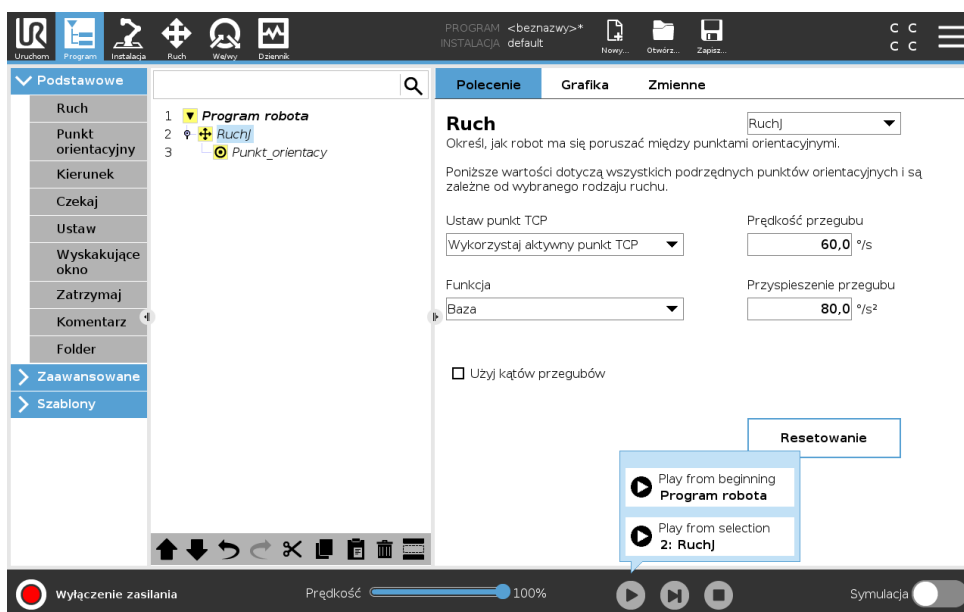 UR
Uruchom
Program
Instalacja
Ruch
We/wy
Dziennik
PROGRAM <beznazwy>*
INSTALACJA default
Nowy...
Otwórz...
Zapisz...
C C
C C
Podstawowe
Ruch
Punkt
orientacyjny
Kierunek
Czekaj
Ustaw
Wyskakujące
okno
Zatrzymaj
Komentarz
Folder
Zaawansowane
Szablony
1 Program robota
2 RuchJ
3 Punkt_orientacy
Polecenie Grafika Zmienne
Ruch
RuchJ
Określ, jak robot ma się poruszać między punktami orientacyjnymi.
Poniższe wartości dotyczą wszystkich podrzędnych punktów orientacyjnych i są
zależne od wybranego rodzaju ruchu.
Ustaw punkt TCP
Wykorzystaj aktywny punkt TCP
Prędkość przegubu
60,0 °/s
Funkcja
Baza
Przyspieszenie przegubu
80,0 °/s²
Użyj kątów przegubów
Resetowanie
Play from beginning
Program robota
Play from selection
2: RuchJ
Wyłączenie zasilania
Prędkość
100%
Symulacja